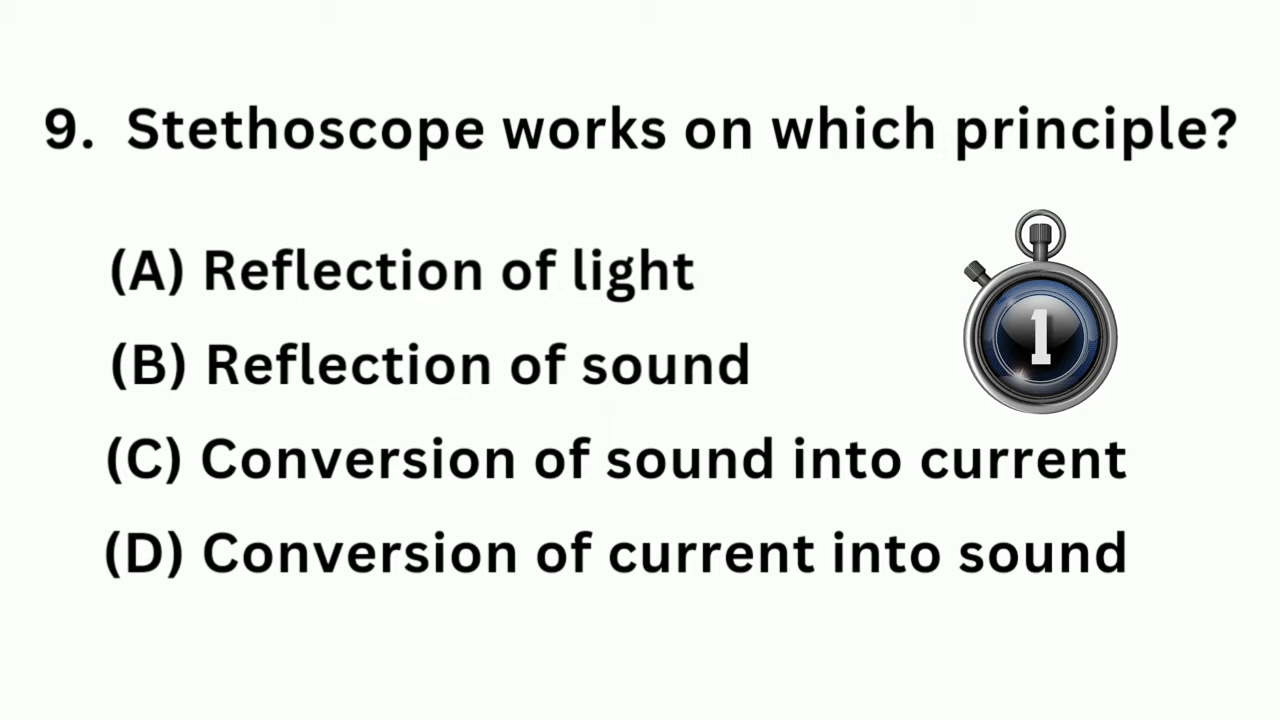 9. Stethoscope works on which principle?
(A) Reflection of light
(B) Reflection of sound
1
(C) Conversion of sound into current
(D) Conversion of current into sound